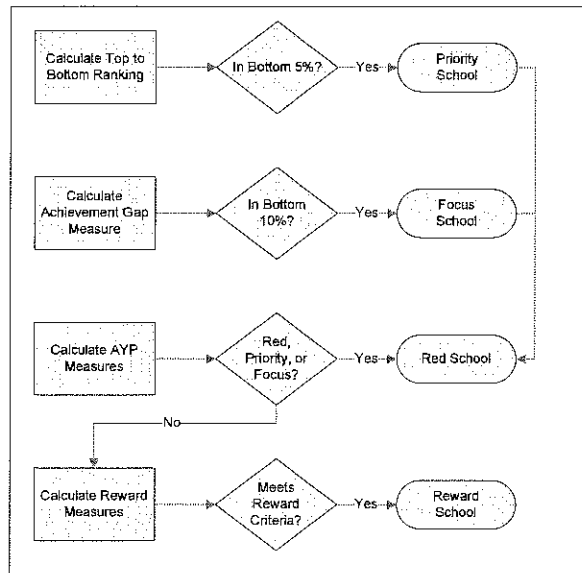 Calculate Top to
Bottom Ranking
In Bottom 5%?
Yes
Priority
School
Calculate
Achievement Gap
Measure
In Bottom
10%?
Yes
Focus
School
Calculate AYP
Measures
Red,
Priority, or
Focus?
Yes
Red School
No
Calculate Reward
Measures
Meets
Reward
Criteria?
Yes
Reward
School